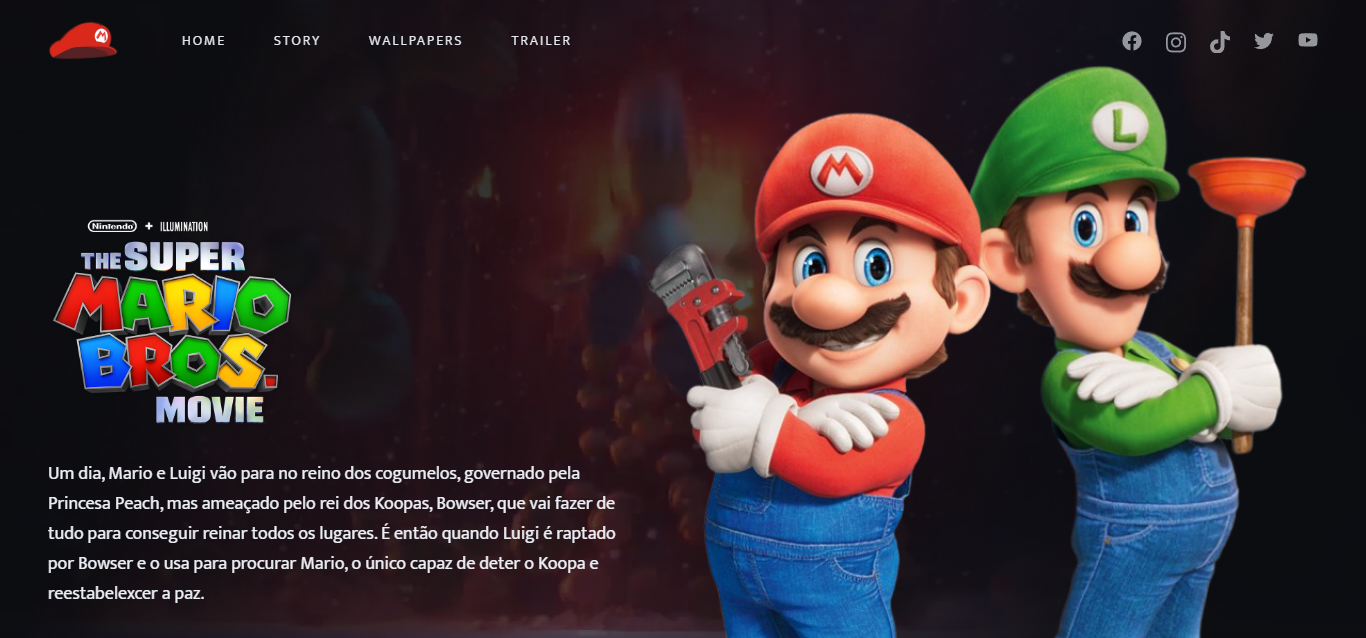 HOME STORY WALLPAPERS TRAILER
M
L
M
Nintendo + ILLUMINATION
THE SUPER
MARIO
BROS.
MOVIE
Um dia, Mario e Luigi vão para no reino dos cogumelos, governado pela
Princesa Peach, mas ameaçado pelo rei dos Koopas, Bowser, que vai fazer de
tudo para conseguir reinar todos os lugares. É então quando Luigi é raptado
por Bowser e o usa para procurar Mario, o único capaz de deter o Koopa e
reestabelexcer a paz.